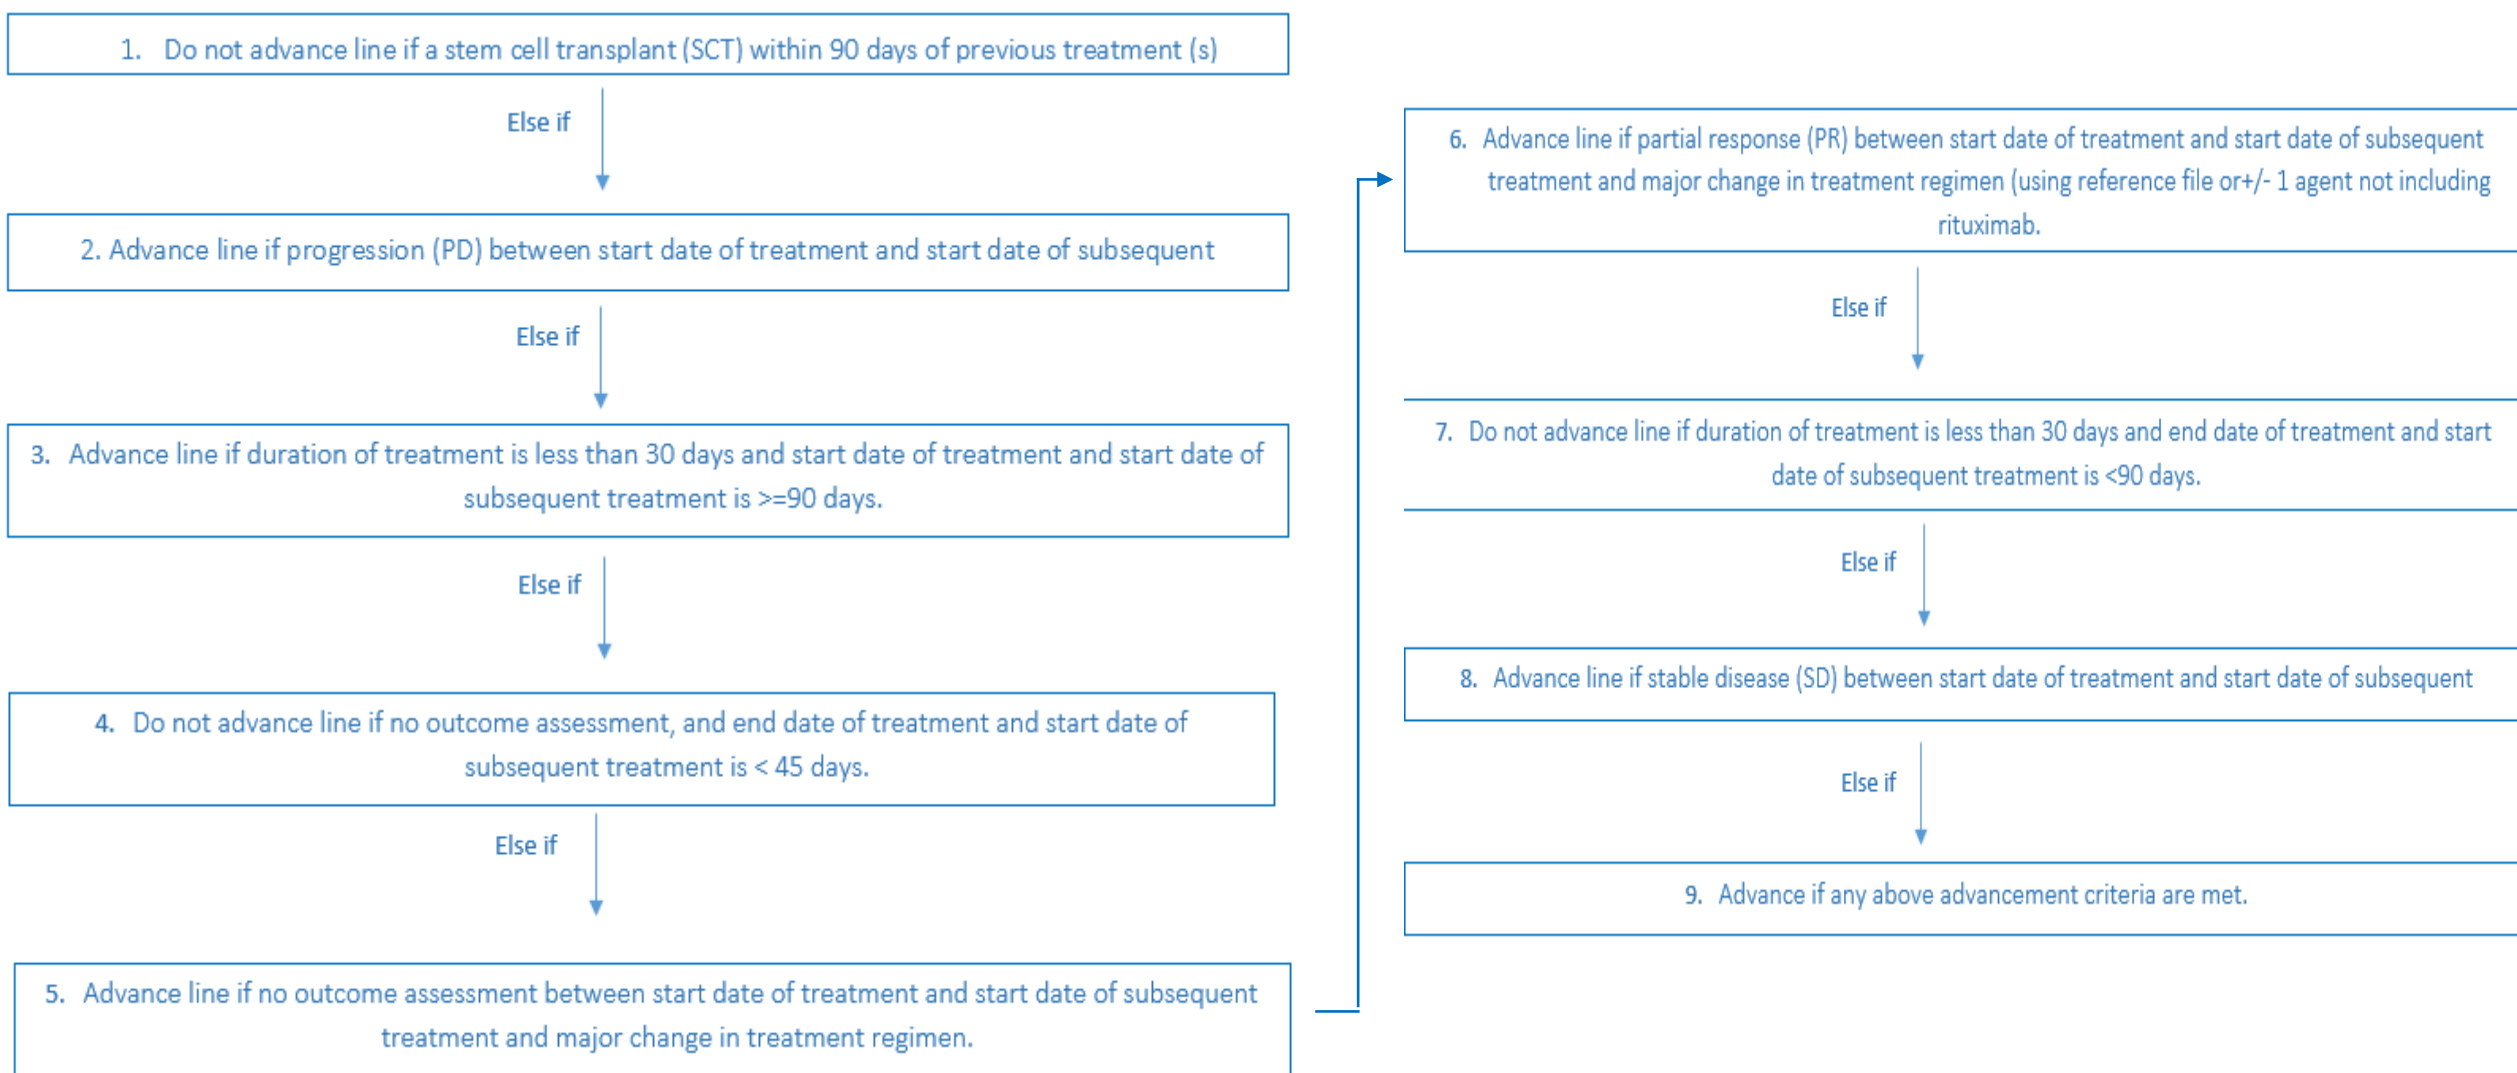 1. Do not advance line if a stem cell transplant (SCT) within 90 days of previous treatment (s)
Else if
2. Advance line if progression (PD) between start date of treatment and start date of subsequent
Else if
3. Advance line if duration of treatment is less than 30 days and start date of treatment and start date of
subsequent treatment is >=90 days.
Else if
4. Do not advance line if no outcome assessment, and end date of treatment and start date of
subsequent treatment is < 45 days.
Else if
5. Advance line if no outcome assessment between start date of treatment and start date of subsequent
treatment and major change in treatment regimen.
6. Advance line if partial response (PR) between start date of treatment and start date of subsequent
treatment and major change in treatment regimen (using reference file or+/- 1 agent not including
rituximab.
Else if
7. Do not advance line if duration of treatment is less than 30 days and end date of treatment and start
date of subsequent treatment is <90 days.
Else if
8. Advance line if stable disease (SD) between start date of treatment and start date of subsequent
Else if
9. Advance if any above advancement criteria are met.